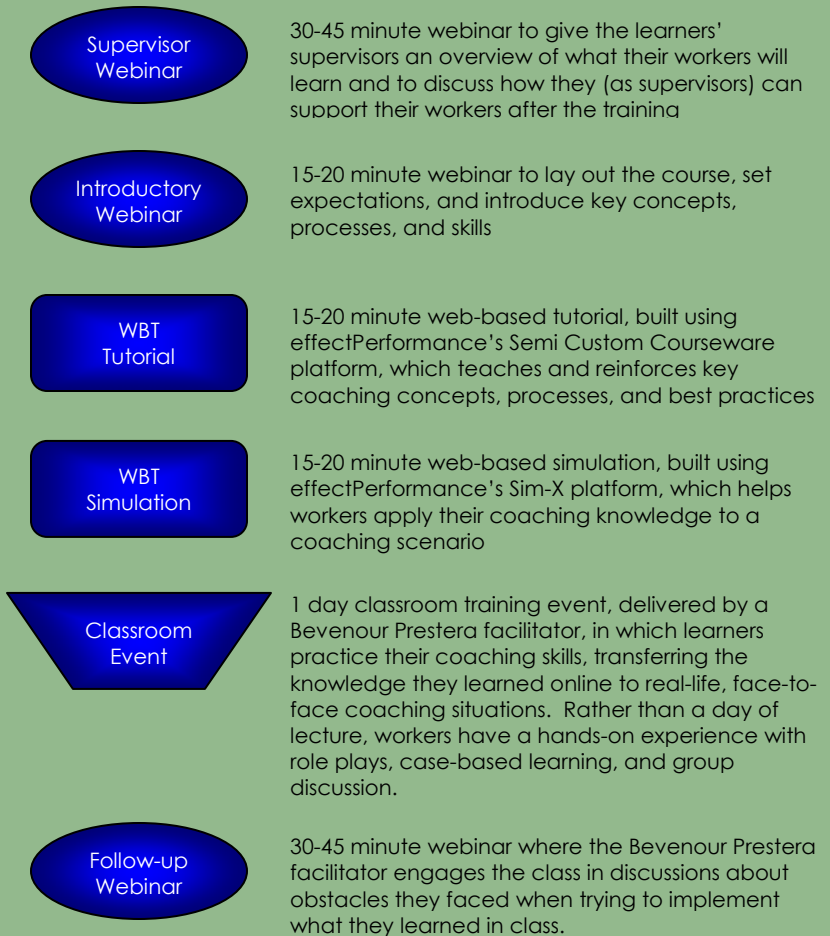 Supervisor
Webinar
30-45 minute webinar to give the learners’
supervisors an overview of what their workers will
learn and to discuss how they (as supervisors) can
support their workers after the training
Introductory
Webinar
15-20 minute webinar to lay out the course, set
expectations, and introduce key concepts,
processes, and skills
WBT
Tutorial
15-20 minute web-based tutorial, built using
effectPerformance’s Semi Custom Courseware
platform, which teaches and reinforces key
coaching concepts, processes, and best practices
WBT
Simulation
15-20 minute web-based simulation, built using
effectPerformance’s Sim-X platform, which helps
workers apply their coaching knowledge to a
coaching scenario
Classroom
Event
1 day classroom training event, delivered by a
Bevenour Prestera facilitator, in which learners
practice their coaching skills, transferring the
knowledge they learned online to real-life, face-to-
face coaching situations.  Rather than a day of
lecture, workers have a hands-on experience with
role plays, case-based learning, and group
discussion.
Follow-up
Webinar
30-45 minute webinar where the Bevenour Prestera
facilitator engages the class in discussions about
obstacles they faced when trying to implement
what they learned in class.